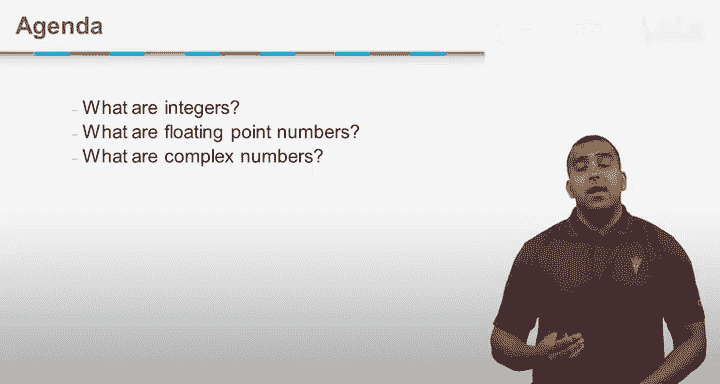 Agenda
- What are integers?
- What are floating point numbers?
- What are complex numbers?